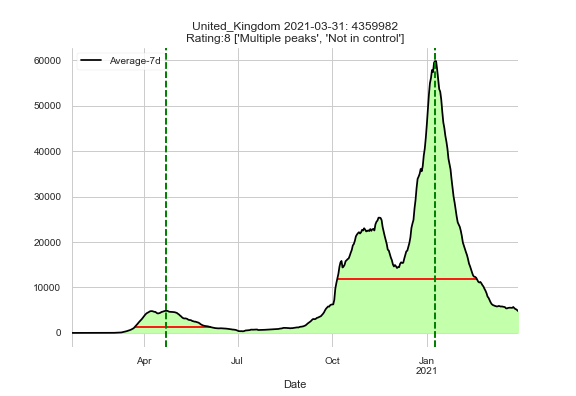 United_Kingdom 2021-03-31: 4359982
Rating:8 ['Multiple peaks', 'Not in control']
Average-7d
60000
50000
40000
30000
20000
10000
0
Apr
Jul
Oct
Jan
2021
Date